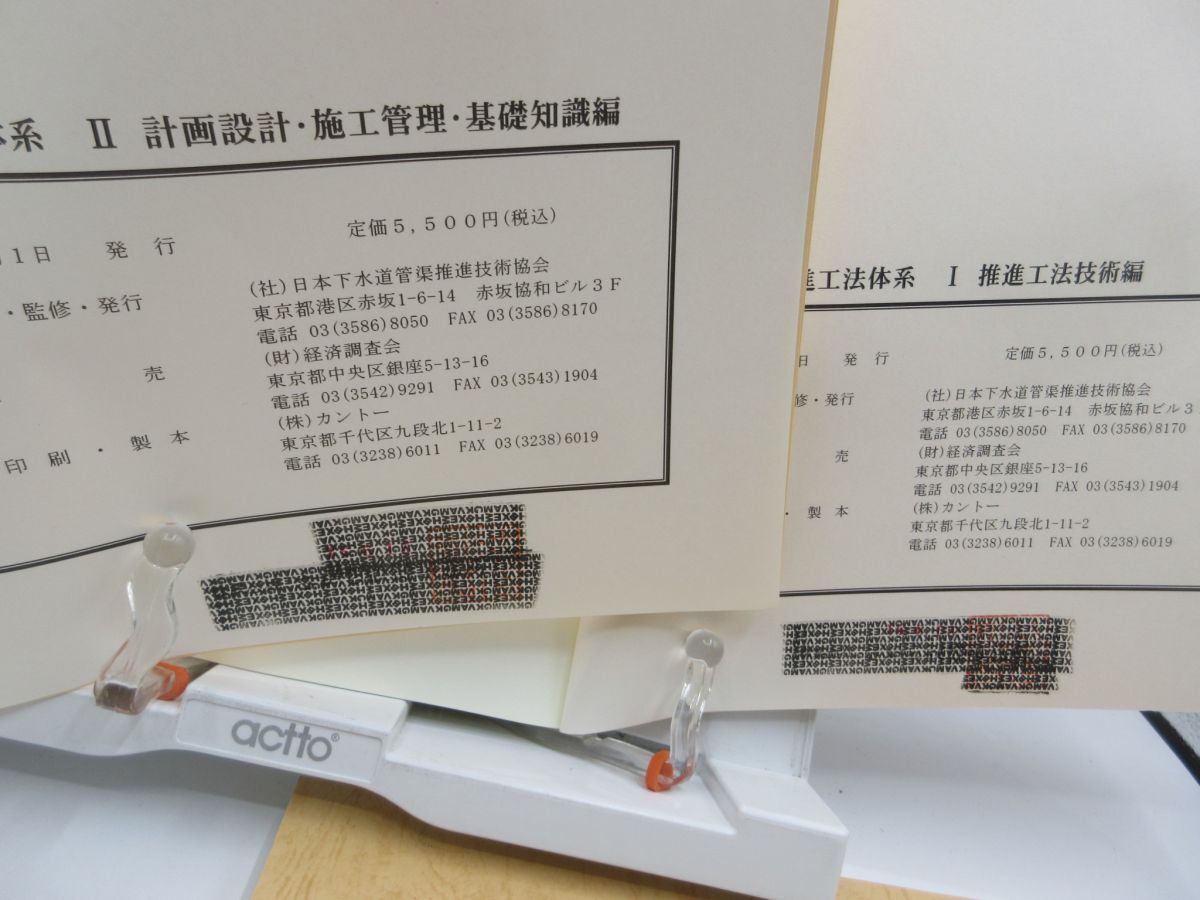 体系 Ⅱ 計画設計・施工管理・基礎知識編
1日 発行
定価5,500円(税込)
・監修・発行
(社)日本下水道管渠推進技術協会
東京都港区赤坂1-6-14 赤坂協和ビル3F
電話 03(3586)8050 FAX 03(3586)8170
売
(財)経済調査会
東京都中央区銀座5-13-16
電話 03(3542)9291 FAX 03(3543)1904
印刷・製本
(株)カントー
東京都千代区九段北1-11-2
電話 03(3238)6011 FAX 03(3238)6019
進工法体系 Ⅰ 推進工法技術編
日 発行
定価5,500円(税込)
修・発行
(社)日本下水道管渠推進技術協会
東京都港区赤坂1-6-14 赤坂協和ビル3
電話 03(3586)8050 FAX 03(3586)8170
売
(財)経済調査会
東京都中央区銀座5-13-16
電話 03(3542)9291 FAX 03(3543)1904
・製本
(株)カントー
東京都千代区九段北1-11-2
電話 03(3238)6011 FAX 03(3238)6019
actto®